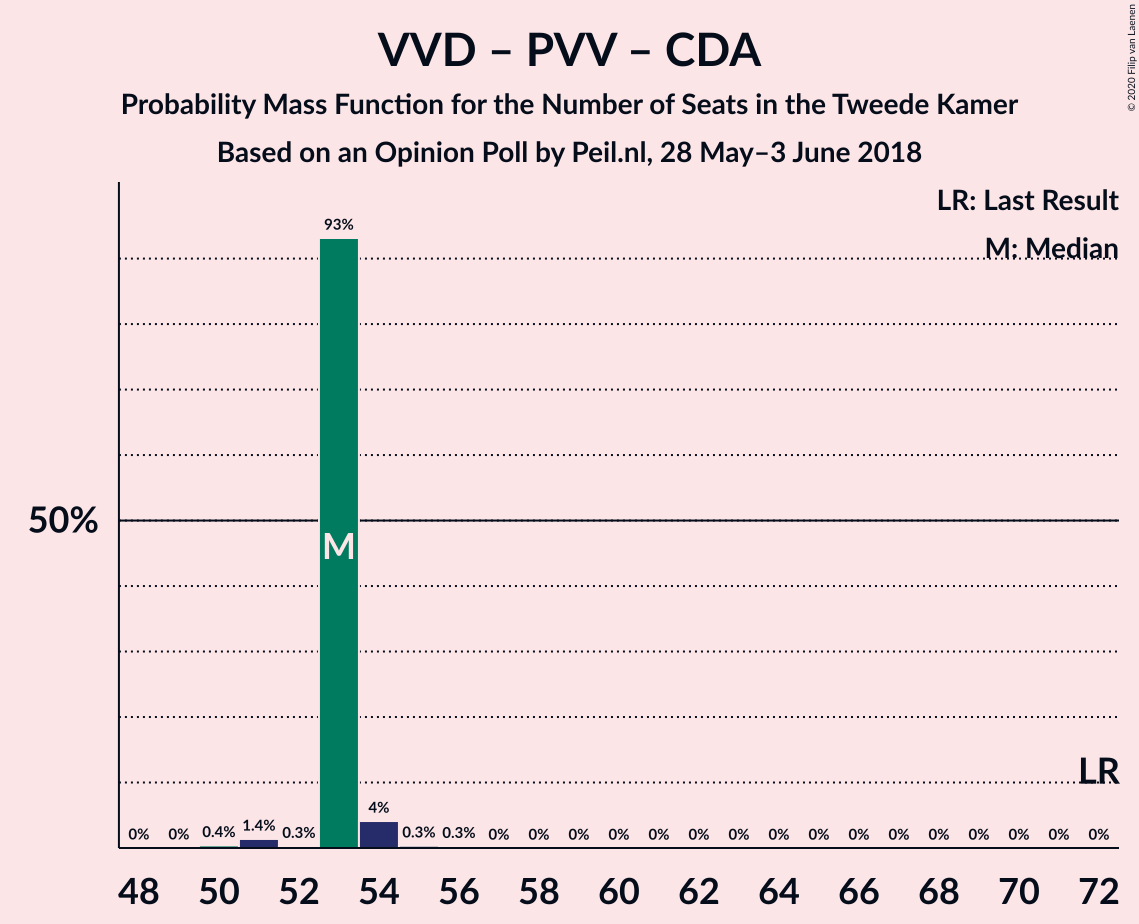 VVD – PVV – CDA
Probability Mass Function for the Number of Seats in the Tweede Kamer
Based on an Opinion Poll by Peil.nl, 28 May–3 June 2018
© 2020 Filip van Laenen
LR: Last Result
M: Median
93%
50%
M
LR
0% 0% 0.4% 1.4% 0.3% 4% 0.3% 0.3% 0% 0% 0% 0% 0% 0% 0% 0% 0% 0% 0% 0% 0% 0% 0% 0%
48 50 52 54 56 58 60 62 64 66 68 70 72